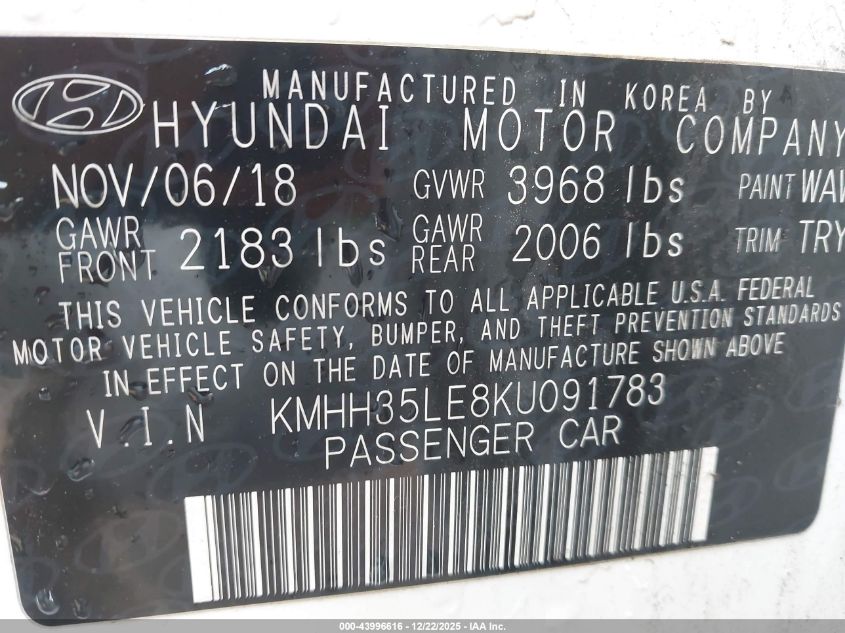 MANUFACTURED IN KOREA BY
HYUNDAI MOTOR COMPANY
NOV/06/18 GVWR 3968 lbs PAINT WAW
GAWR FRONT 2183 lbs GAWR REAR 2006 lbs TRIM TRY
THIS VEHICLE CONFORMS TO ALL APPLICABLE U.S.A. FEDERAL
MOTOR VEHICLE SAFETY, BUMPER, AND THEFT PREVENTION STANDARDS
IN EFFECT ON THE DATE OF MANUFACTURE SHOWN ABOVE
V.I.N KMHH35LE8KU091783
PASSENGER CAR
000-43996616 - 12/22/2025 - IAA Inc.